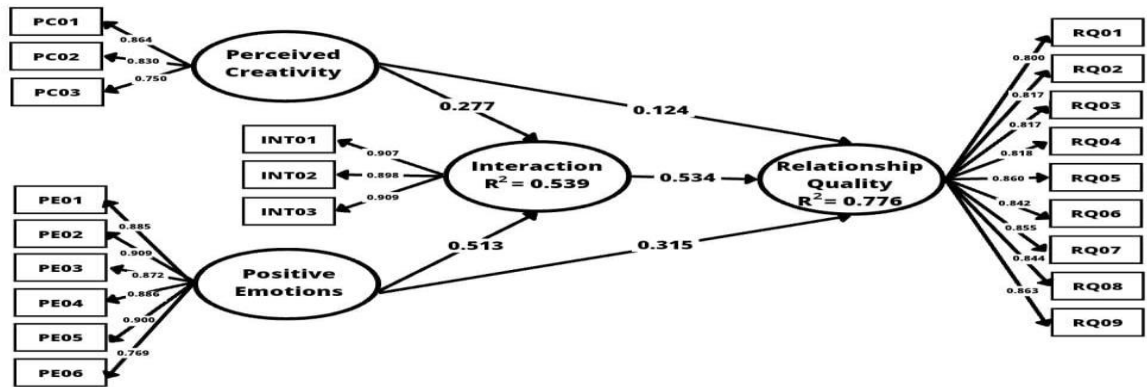 PC01
0.864
PC02
0.830
PC03
0.750
Perceived
Creativity
0.277
0.124
INT01
0.907
INT02
0.898
INT03
0.909
Interaction
R² = 0.539
0.534
Relationship
Quality
R² = 0.776
PE01
0.885
PE02
0.909
PE03
0.872
PE04
0.886
PE05
0.900
PE06
0.769
Positive
Emotions
0.513
0.315
RQ01
0.800
RQ02
0.817
RQ03
0.817
RQ04
0.818
RQ05
0.860
RQ06
0.842
RQ07
0.855
RQ08
0.844
RQ09
0.863